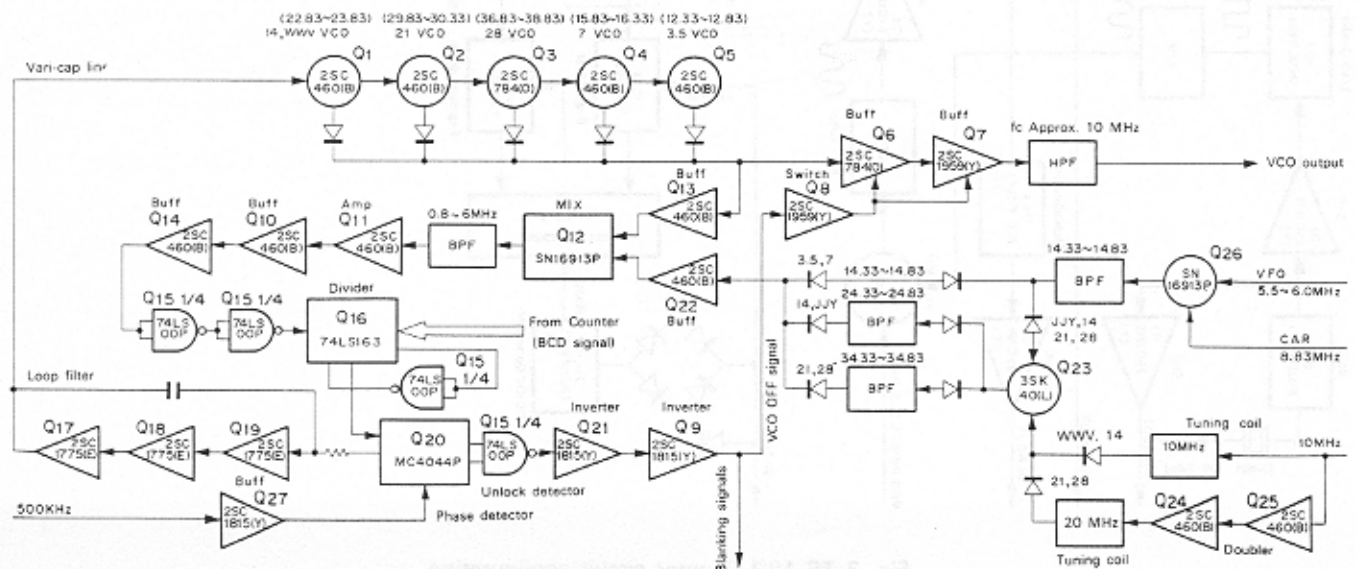 (22.83~23.83) (29.83~30.33) (36.83~38.83) (15.83~16.33) (12.33~12.83)
14,WWV VCO 21 VCO 28 VCO 7 VCO 3.5 VCO
Q1 Q2 Q3 Q4 Q5
Vari-cap line
2SC 460(B)
2SC 460(B)
2SC 784(O)
2SC 460(B)
2SC 460(B)
Buff
Q6
2SC 784(O)
Buff
Q7
2SC 1959(Y)
fc Approx. 10 MHz
HPF
VCO output
Switch
Q8
2SC 1959(Y)
Buff
Q14
2SC 460(B)
Buff
Q10
2SC 460(B)
Amp
Q11
2SC 460(B)
0.8~6MHz
BPF
MIX
Q12
SN16913P
Buff
Q13
2SC 460(B)
2SC 460(B)
Q22
Buff
3.5,7
14.33~14.83
14.33~14.83
BPF
Q26
SN 16913P
VFO
5.5~6.0MHz
CAR
8.83MHz
24.33~24.83
14,JJY
BPF
JJY,14
21,28
34.33~34.83
21,28
BPF
Q23
3SK 40(L)
Q15 1/4 Q15 1/4
74LS 00P
74LS 00P
Divider
Q16
74LS163
From Counter
(BCD signal)
Q15
1/4
74LS 00P
Loop filter
Q17
2SC 1775(E)
Q18
2SC 1775(E)
Q19
2SC 1775(E)
Q20
MC4044P
Q15 1/4
74LS 00P
Inverter
Q21
2SC 1815(Y)
Inverter
Q9
2SC 1815(Y)
VCO OFF signal
Unlock detector
Phase detector
Buff
Q27
2SC 1815(Y)
500KHz
Blanking signals
WWV, 14
Tuning coil
10MHz
10MHz
21,28
20 MHz
Tuning coil
Q24
2SC 460(B)
Q25
2SC 460(B)
Doubler